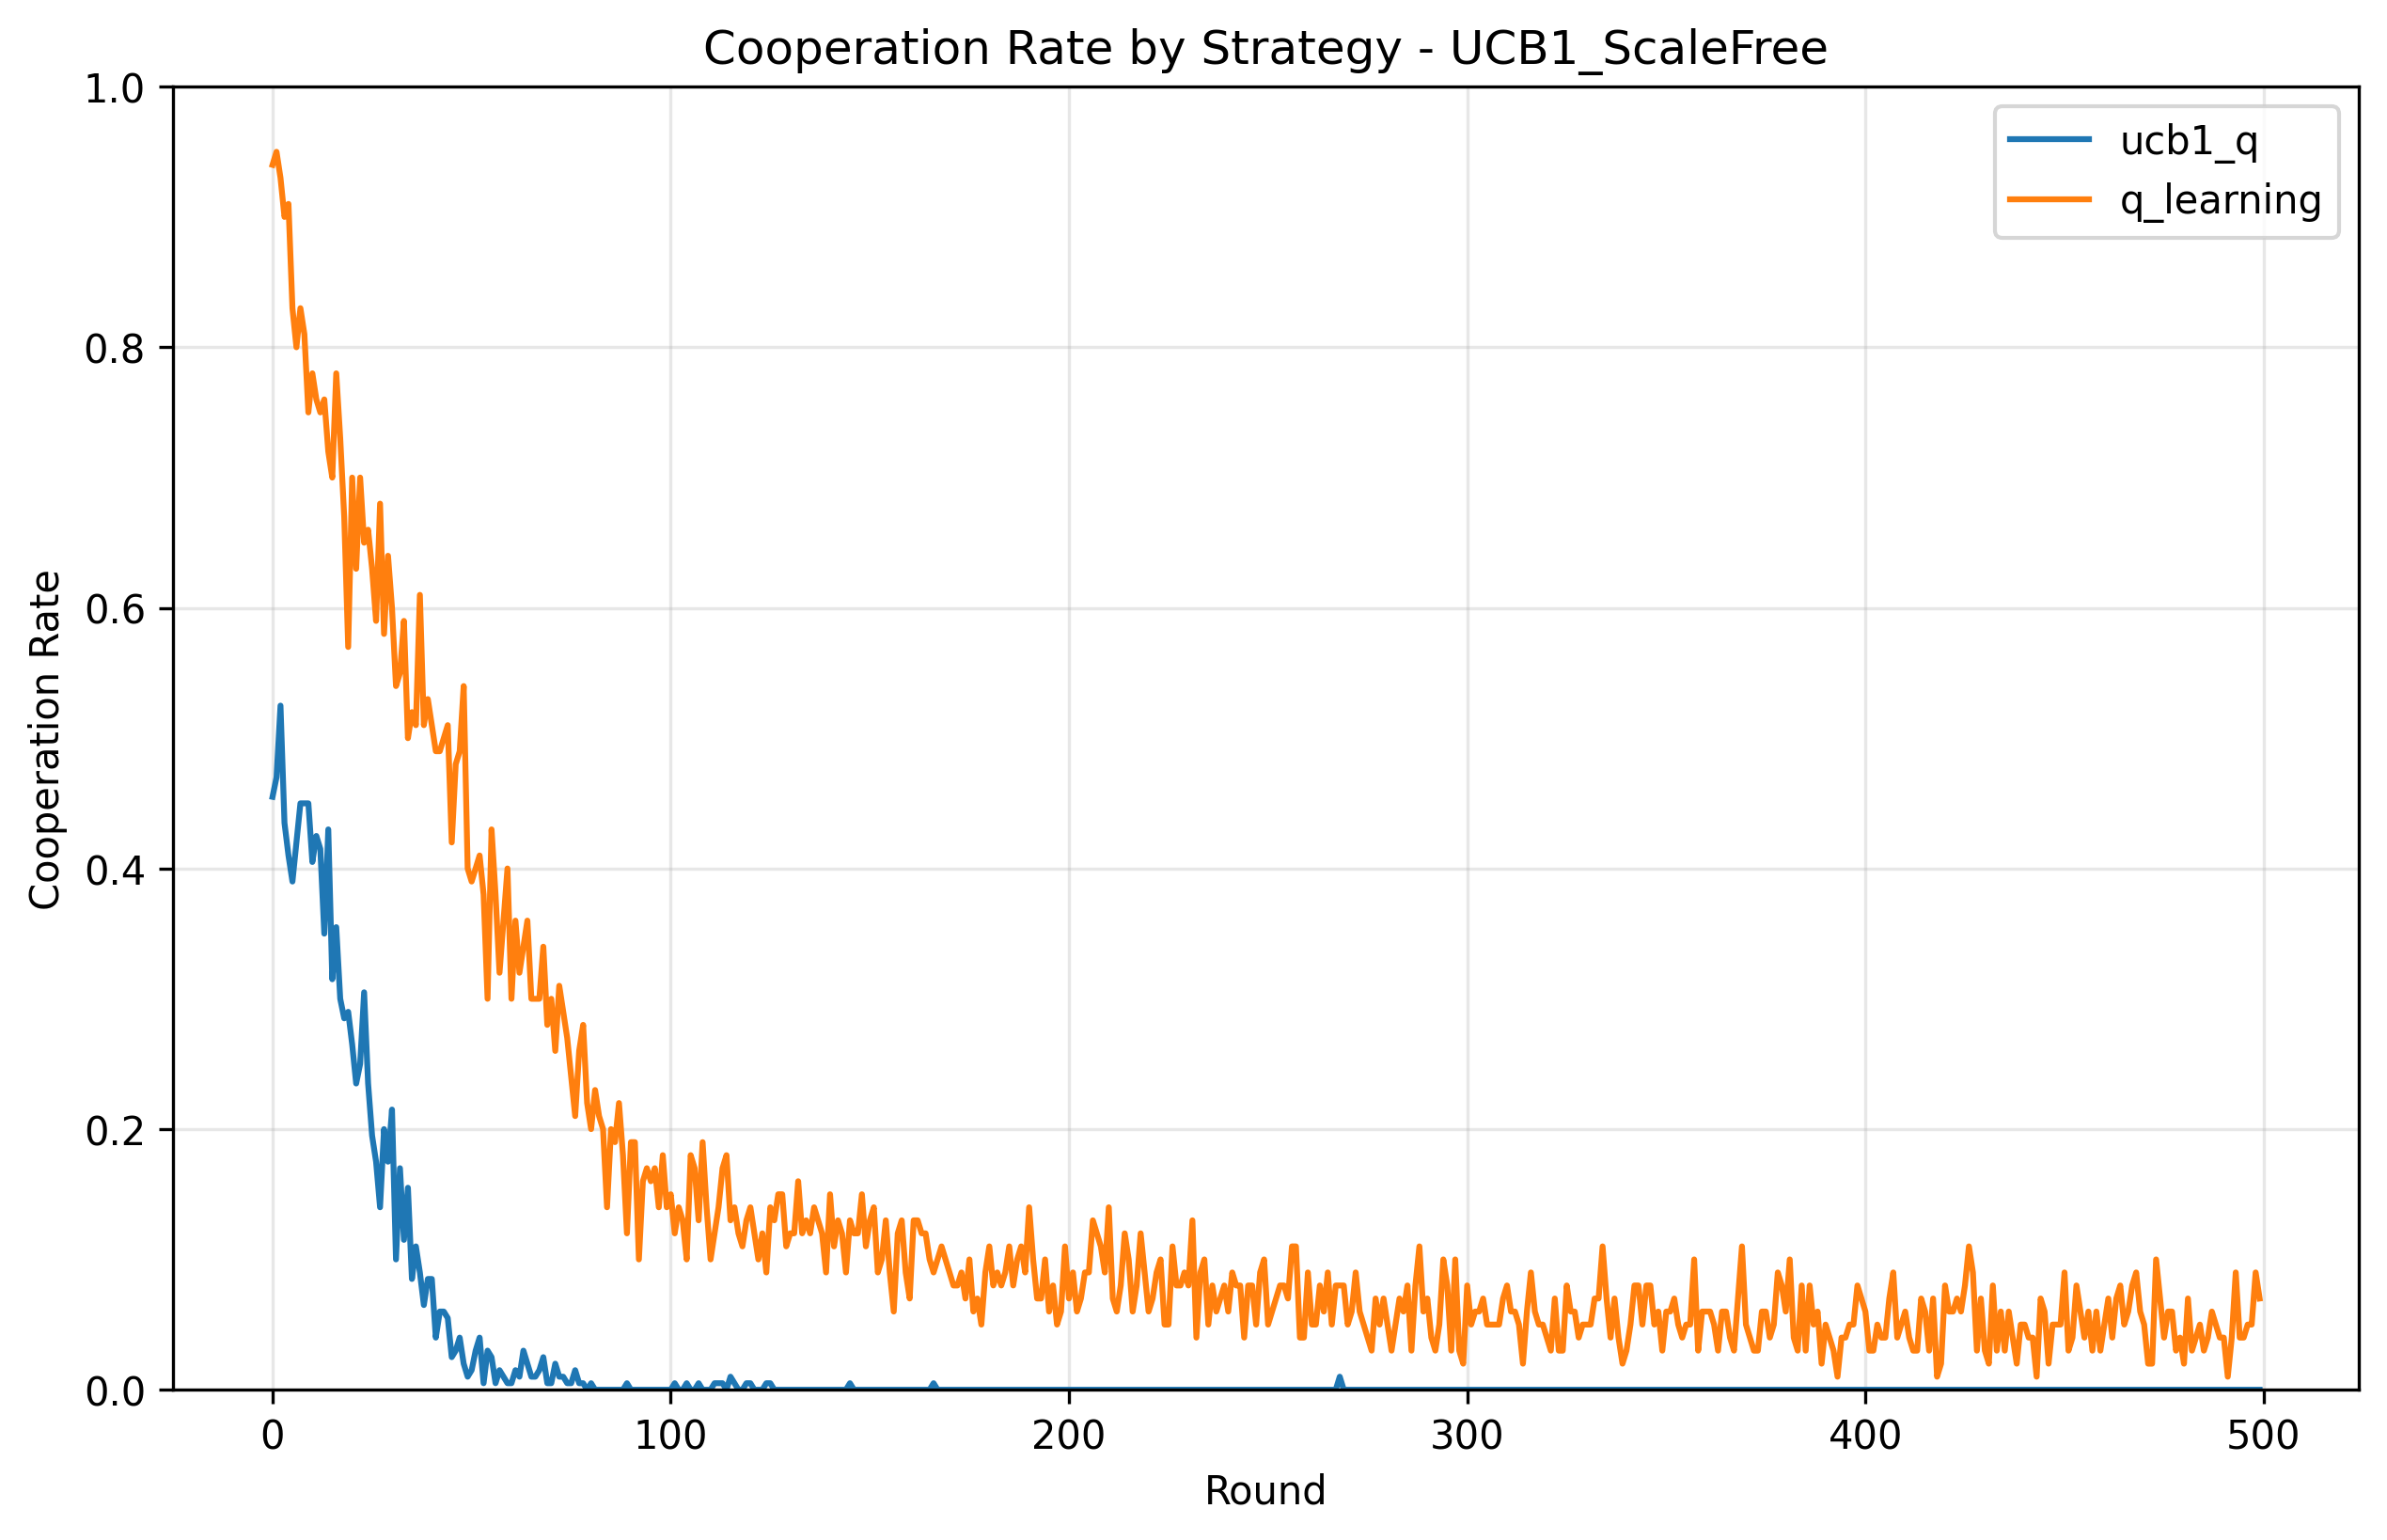 Cooperation Rate by Strategy - UCB1_ScaleFree
ucb1_q
q_learning
Cooperation Rate
1.0
0.8
0.6
0.4
0.2
0.0
0 100 200 300 400 500
Round